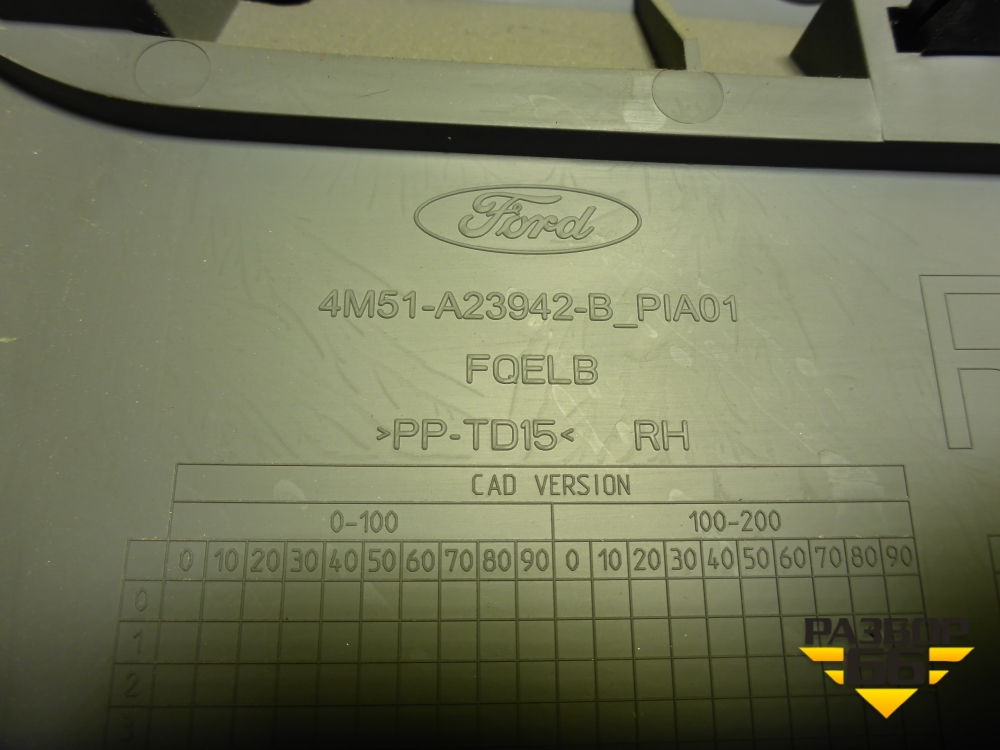 Ford
4M51-A23942-B_PIA01
FQELB
>PP-TD15< RH
R
CAD VERSION
0-100 100-200
0 10 20 30 40 50 60 70 80 90 0 10 20 30 40 50 60 70 80 90
0
1
2
РАЗБОР
66